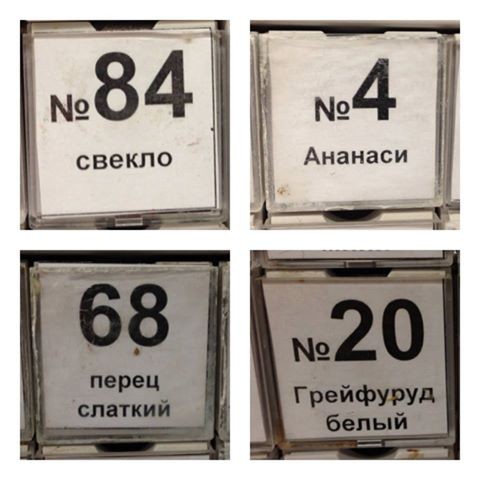 №84
свекло
№4
Ананаси
68
перец
слаткий
№20
Грейфуруд
белый